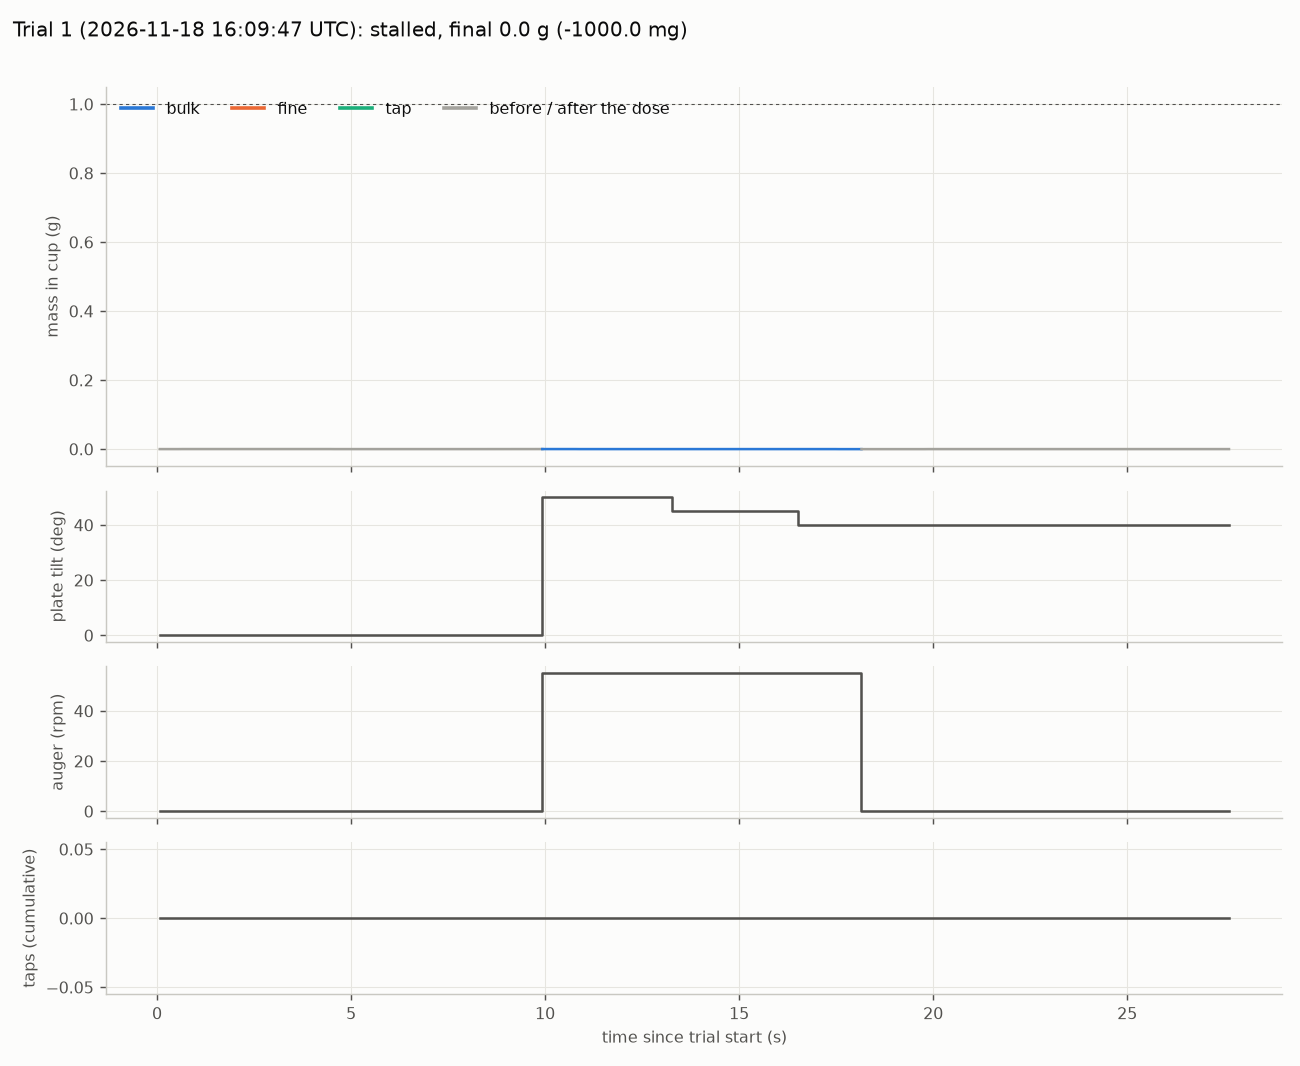 Trial 1 (2026-11-18 16:09:47 UTC): stalled, final 0.0 g (-1000.0 mg)
bulk fine tap before / after the dose
mass in cup (g)
1.0
0.8
0.6
0.4
0.2
0.0
plate tilt (deg)
40
20
0
auger (rpm)
40
20
0
taps (cumulative)
0.05
0.00
−0.05
0 5 10 15 20 25
time since trial start (s)